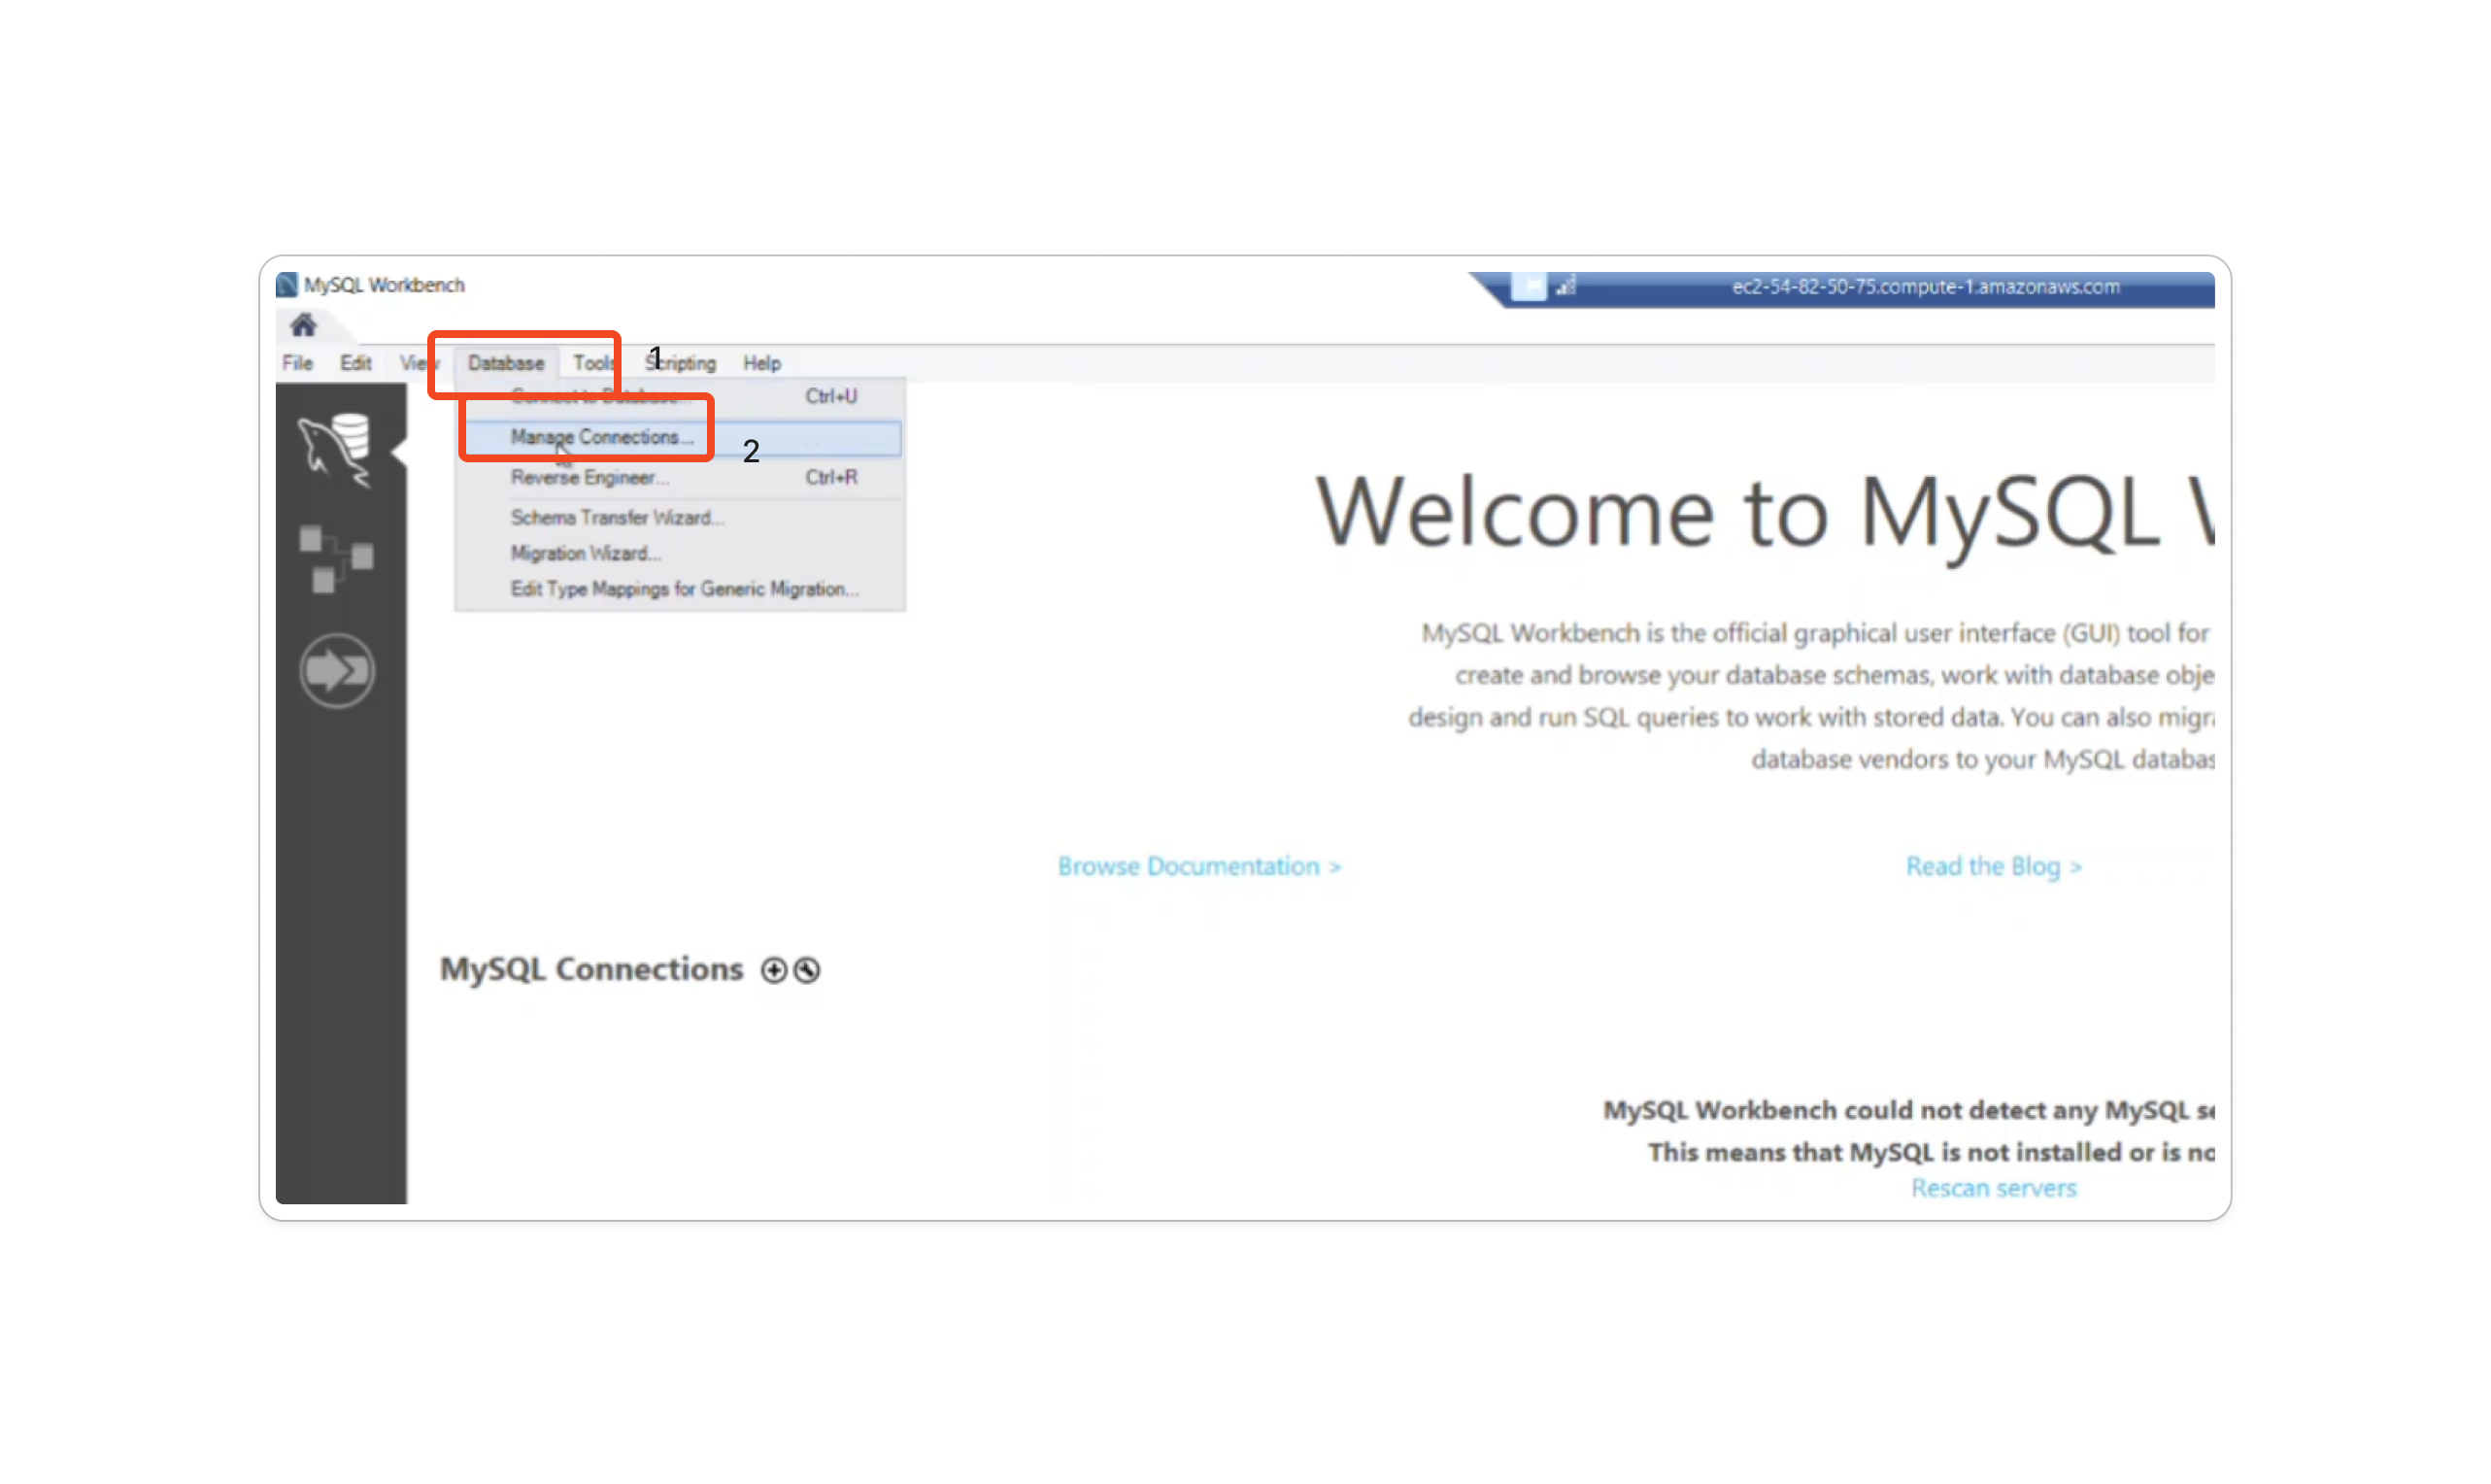 MySQL Workbench
ec2-54-82-50-75.compute-1.amazonaws.com
File Edit View Database Tools Scripting Help
1
Connect to Database... Ctrl+U
Manage Connections...
2
Reverse Engineer... Ctrl+R
Schema Transfer Wizard...
Migration Wizard...
Edit Type Mappings for Generic Migration...
Welcome to MySQL
MySQL Workbench is the official graphical user interface (GUI) tool for
create and browse your database schemas, work with database obje
design and run SQL queries to work with stored data. You can also migr
database vendors to your MySQL databas
Browse Documentation >
Read the Blog >
MySQL Connections
MySQL Workbench could not detect any MySQL se
This means that MySQL is not installed or is no
Rescan servers